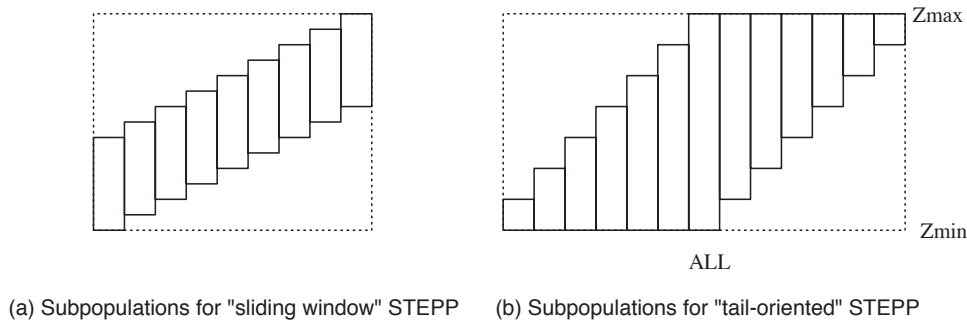 Zmax
Zmin
ALL
(a) Subpopulations for "sliding window" STEPP
(b) Subpopulations for "tail-oriented" STEPP